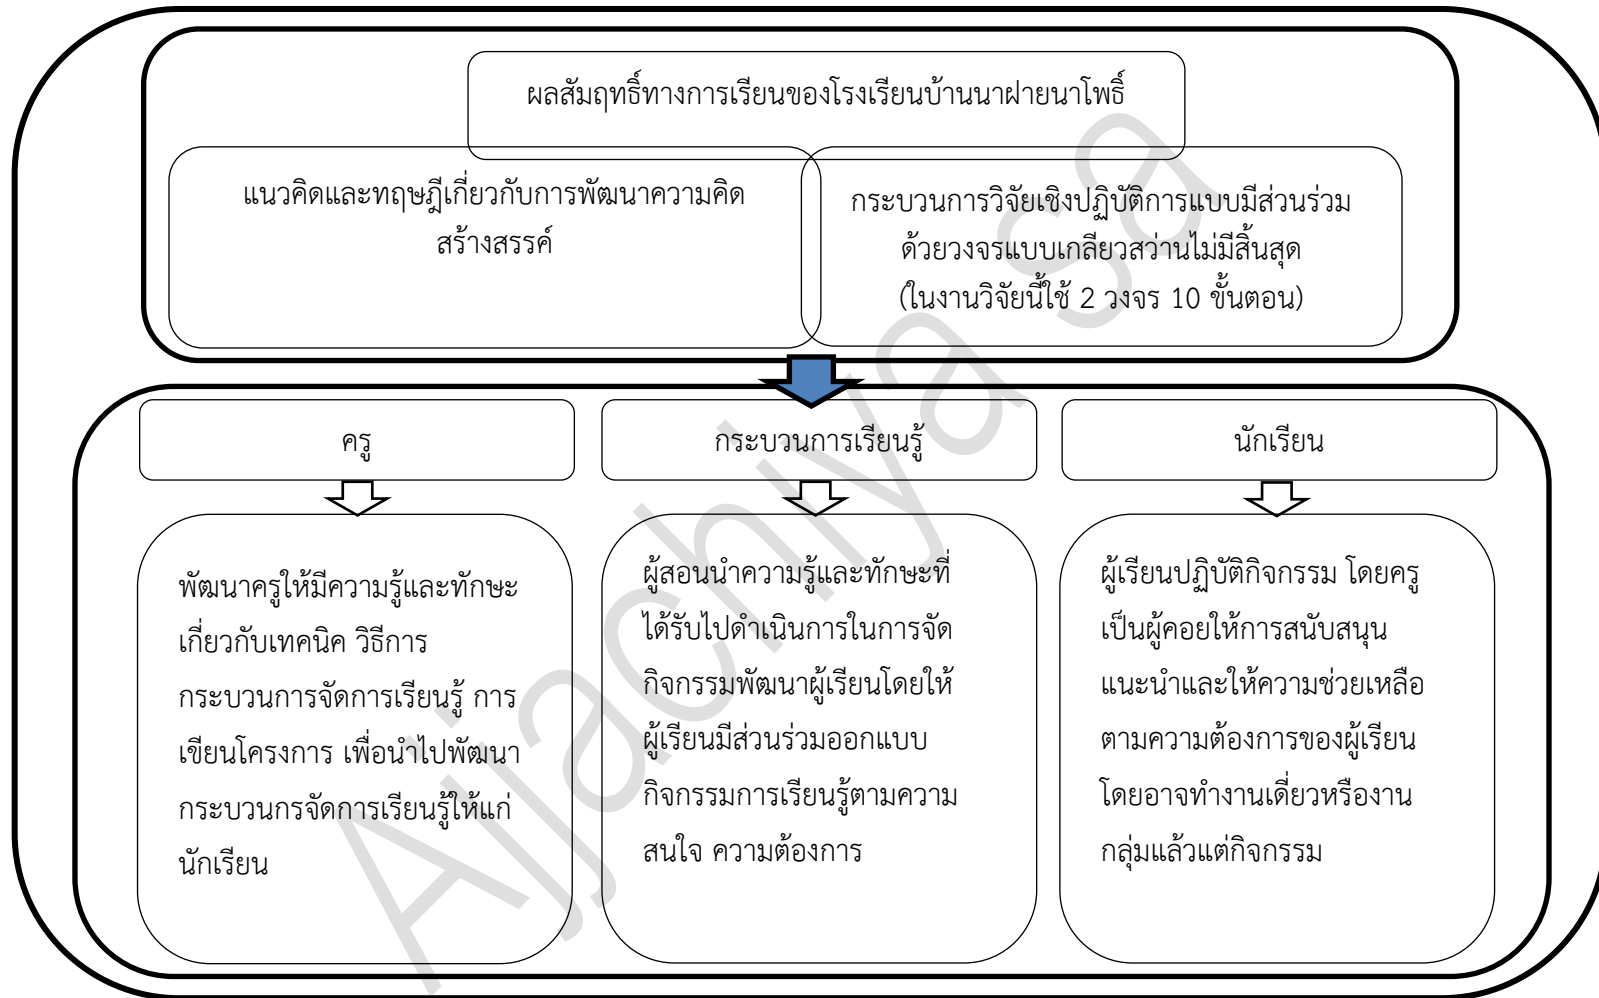 ผลสัมฤทธิ์ทางการเรียนของโรงเรียนบ้านนาฝายนาโพธิ์
แนวคิดและทฤษฎีเกี่ยวกับการพัฒนาความคิด
สร้างสรรค์
กระบวนการวิจัยเชิงปฏิบัติการแบบมีส่วนร่วม
ด้วยวงจรแบบเกลียวสว่านไม่มีสิ้นสุด
(ในงานวิจัยนี้ใช้ 2 วงจร 10 ขั้นตอน)
ครู
พัฒนาครูให้มีความรู้และทักษะ
เกี่ยวกับเทคนิค วิธีการ
กระบวนการจัดการเรียนรู้ การ
เขียนโครงการ เพื่อนำไปพัฒนา
กระบวนกรจัดการเรียนรู้ให้แก่
นักเรียน
กระบวนการเรียนรู้
ผู้สอนนำความรู้และทักษะที่
ได้รับไปดำเนินการในการจัด
กิจกรรมพัฒนาผู้เรียนโดยให้
ผู้เรียนมีส่วนร่วมออกแบบ
กิจกรรมการเรียนรู้ตามความ
สนใจ ความต้องการ
นักเรียน
ผู้เรียนปฏิบัติกิจกรรม โดยครู
เป็นผู้คอยให้การสนับสนุน
แนะนำและให้ความช่วยเหลือ
ตามความต้องการของผู้เรียน
โดยอาจทำงานเดี่ยวหรืองาน
กลุ่มแล้วแต่กิจกรรม
Ajjachiya sa